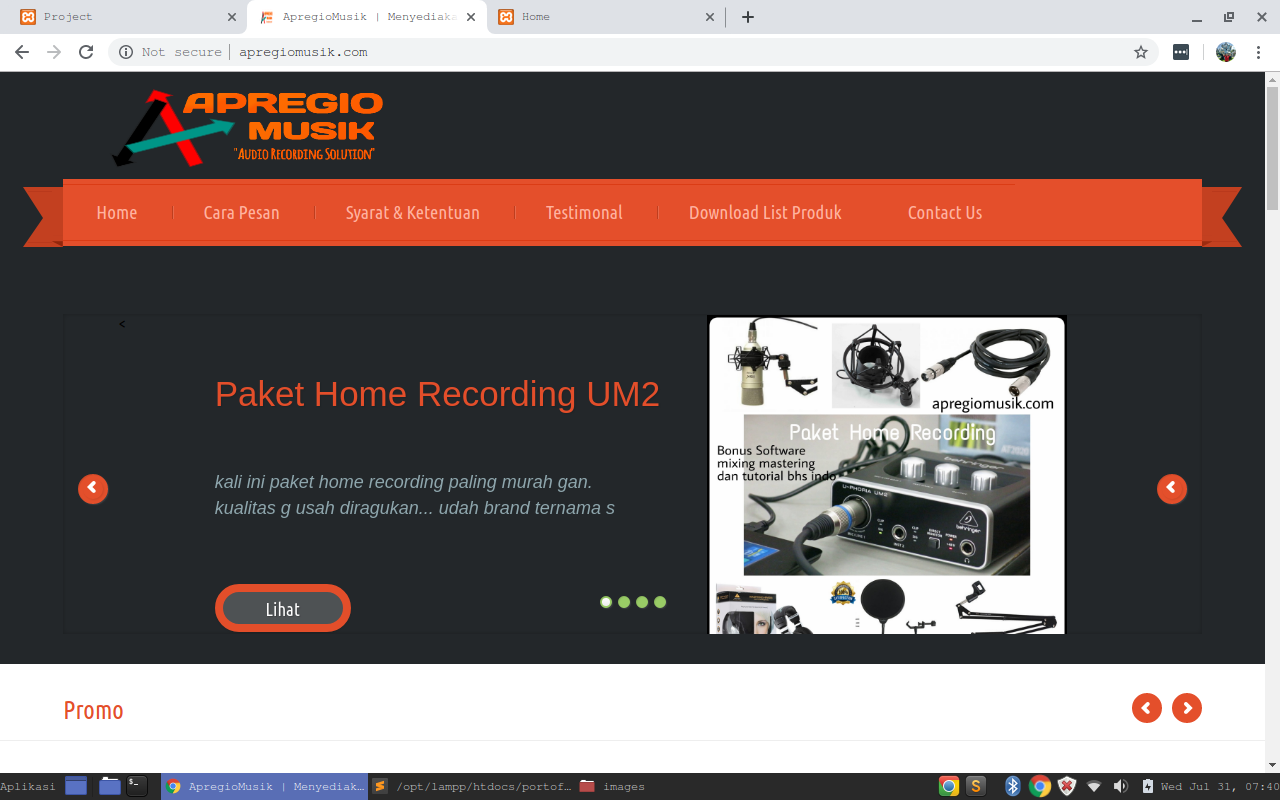 Project
ApregioMusik | Menyediaka
Home
Not secure | apregiomusik.com
APREGIO
MUSIK
"AUDIO RECORDING SOLUTION"
Home
Cara Pesan
Syarat & Ketentuan
Testimonal
Download List Produk
Contact Us
<
Paket Home Recording UM2
kali ini paket home recording paling murah gan.
kualitas g usah diragukan... udah brand ternama s
Lihat
apregiomusik.com
Paket Home Recording
Bonus Software
mixing mastering
dan tutorial bhs indo
U-PHORIA UM2
behringer
Promo
Aplikasi
ApregioMusik | Menyediak...
/opt/lampp/htdocs/portof...
images
Wed Jul 31, 07:40